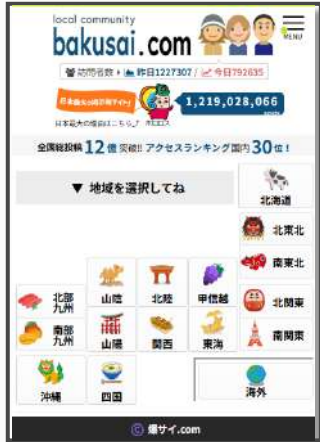 local community
bakusai.com
MENU
訪問者数 昨日1227307 / 今日792635
日本最大の掲示板サイト!
1,219,028,066
全国総投稿12億突破!! アクセスランキング国内30位!
▼ 地域を選択してね
北海道
北東北
南東北
北部九州
山陰
北陸
甲信越
北関東
南部九州
山陽
関西
東海
南関東
沖縄
四国
海外
© 爆サイ.com